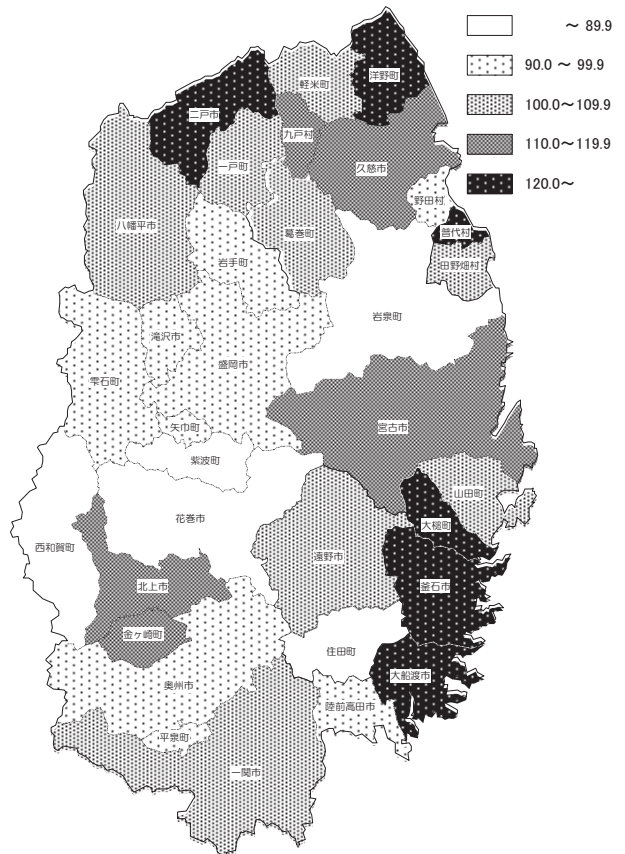 ～ 89.9
90.0 ～ 99.9
100.0～109.9
110.0～119.9
120.0～
洋野町
軽米町
二戸市
九戸村
一戸町
久慈市
野田村
八幡平市
葛巻町
普代村
岩手町
田野畑村
岩泉町
滝沢市
盛岡市
雫石町
矢巾町
宮古市
紫波町
山田町
花巻市
大槌町
西和賀町
遠野市
北上市
釜石市
金ヶ崎町
住田町
大船渡市
奥州市
陸前高田市
平泉町
一関市